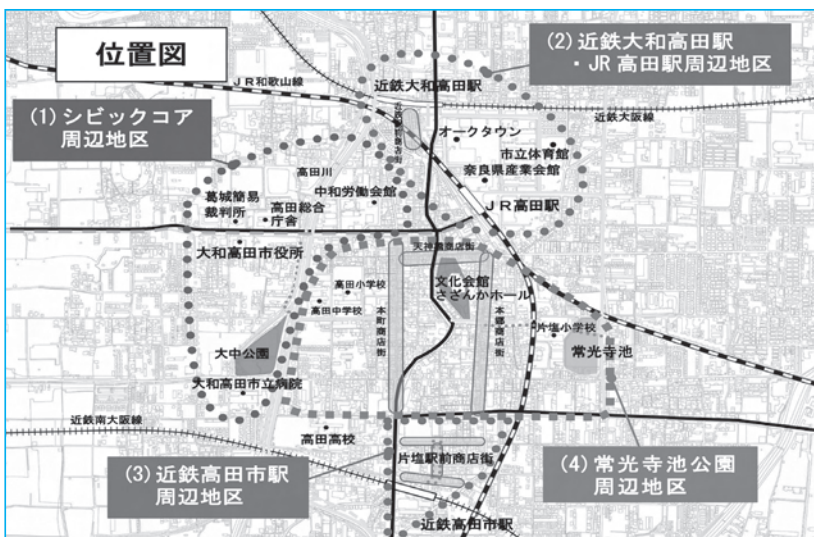 位置図
(2)近鉄大和高田駅
・JR高田駅周辺地区
JR和歌山線
近鉄大和高田駅
(1)シビックコア
周辺地区
近鉄大阪線
オークタウン
市立体育館
奈良県産業会館
高田川
中和労働会館
葛城簡易
裁判所
高田総合
庁舎
JR高田駅
大和高田市役所
天神橋商店街
文化会館
さざんかホール
高田小学校
高田中学校
本町商店街
本郷商店街
片塩小学校
常光寺池
大中公園
大和高田市立病院
近鉄南大阪線
高田高校
片塩駅前商店街
(3)近鉄高田市駅
周辺地区
(4)常光寺池公園
周辺地区
近鉄高田市駅